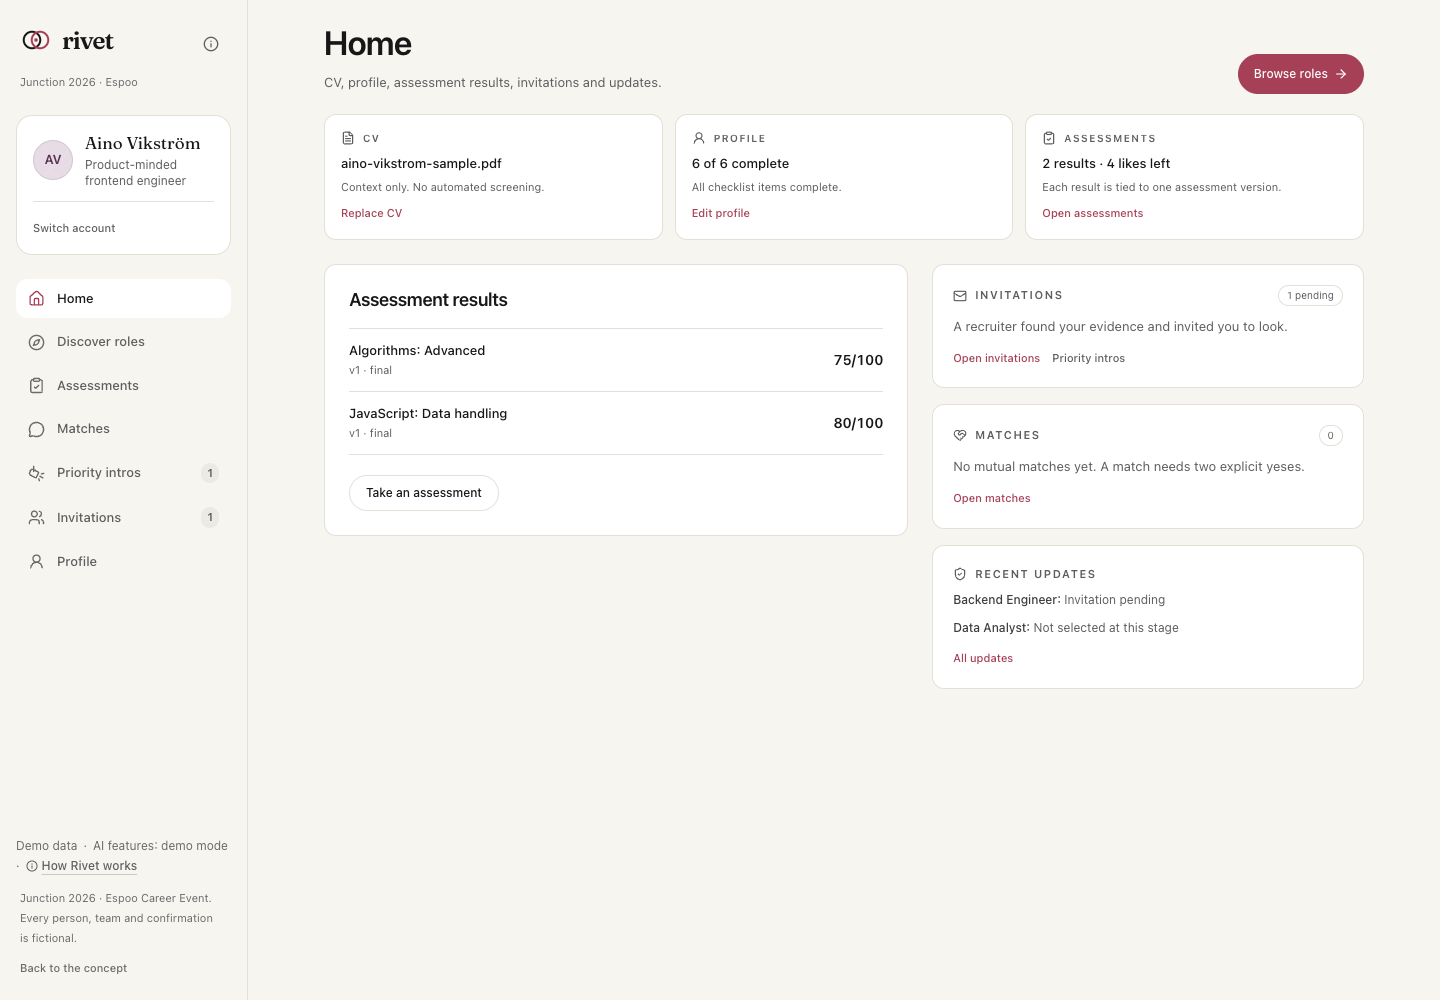 rivet
Junction 2026 · Espoo
AV
Aino Vikström
Product-minded
frontend engineer
Switch account
Home
Discover roles
Assessments
Matches
Priority intros 1
Invitations 1
Profile
Demo data · AI features: demo mode
· How Rivet works
Junction 2026 · Espoo Career Event.
Every person, team and confirmation
is fictional.
Back to the concept
Home
CV, profile, assessment results, invitations and updates.
Browse roles
CV
aino-vikstrom-sample.pdf
Context only. No automated screening.
Replace CV
PROFILE
6 of 6 complete
All checklist items complete.
Edit profile
ASSESSMENTS
2 results · 4 likes left
Each result is tied to one assessment version.
Open assessments
Assessment results
Algorithms: Advanced
v1 · final
75/100
JavaScript: Data handling
v1 · final
80/100
Take an assessment
INVITATIONS
1 pending
A recruiter found your evidence and invited you to look.
Open invitations Priority intros
MATCHES
0
No mutual matches yet. A match needs two explicit yeses.
Open matches
RECENT UPDATES
Backend Engineer: Invitation pending
Data Analyst: Not selected at this stage
All updates